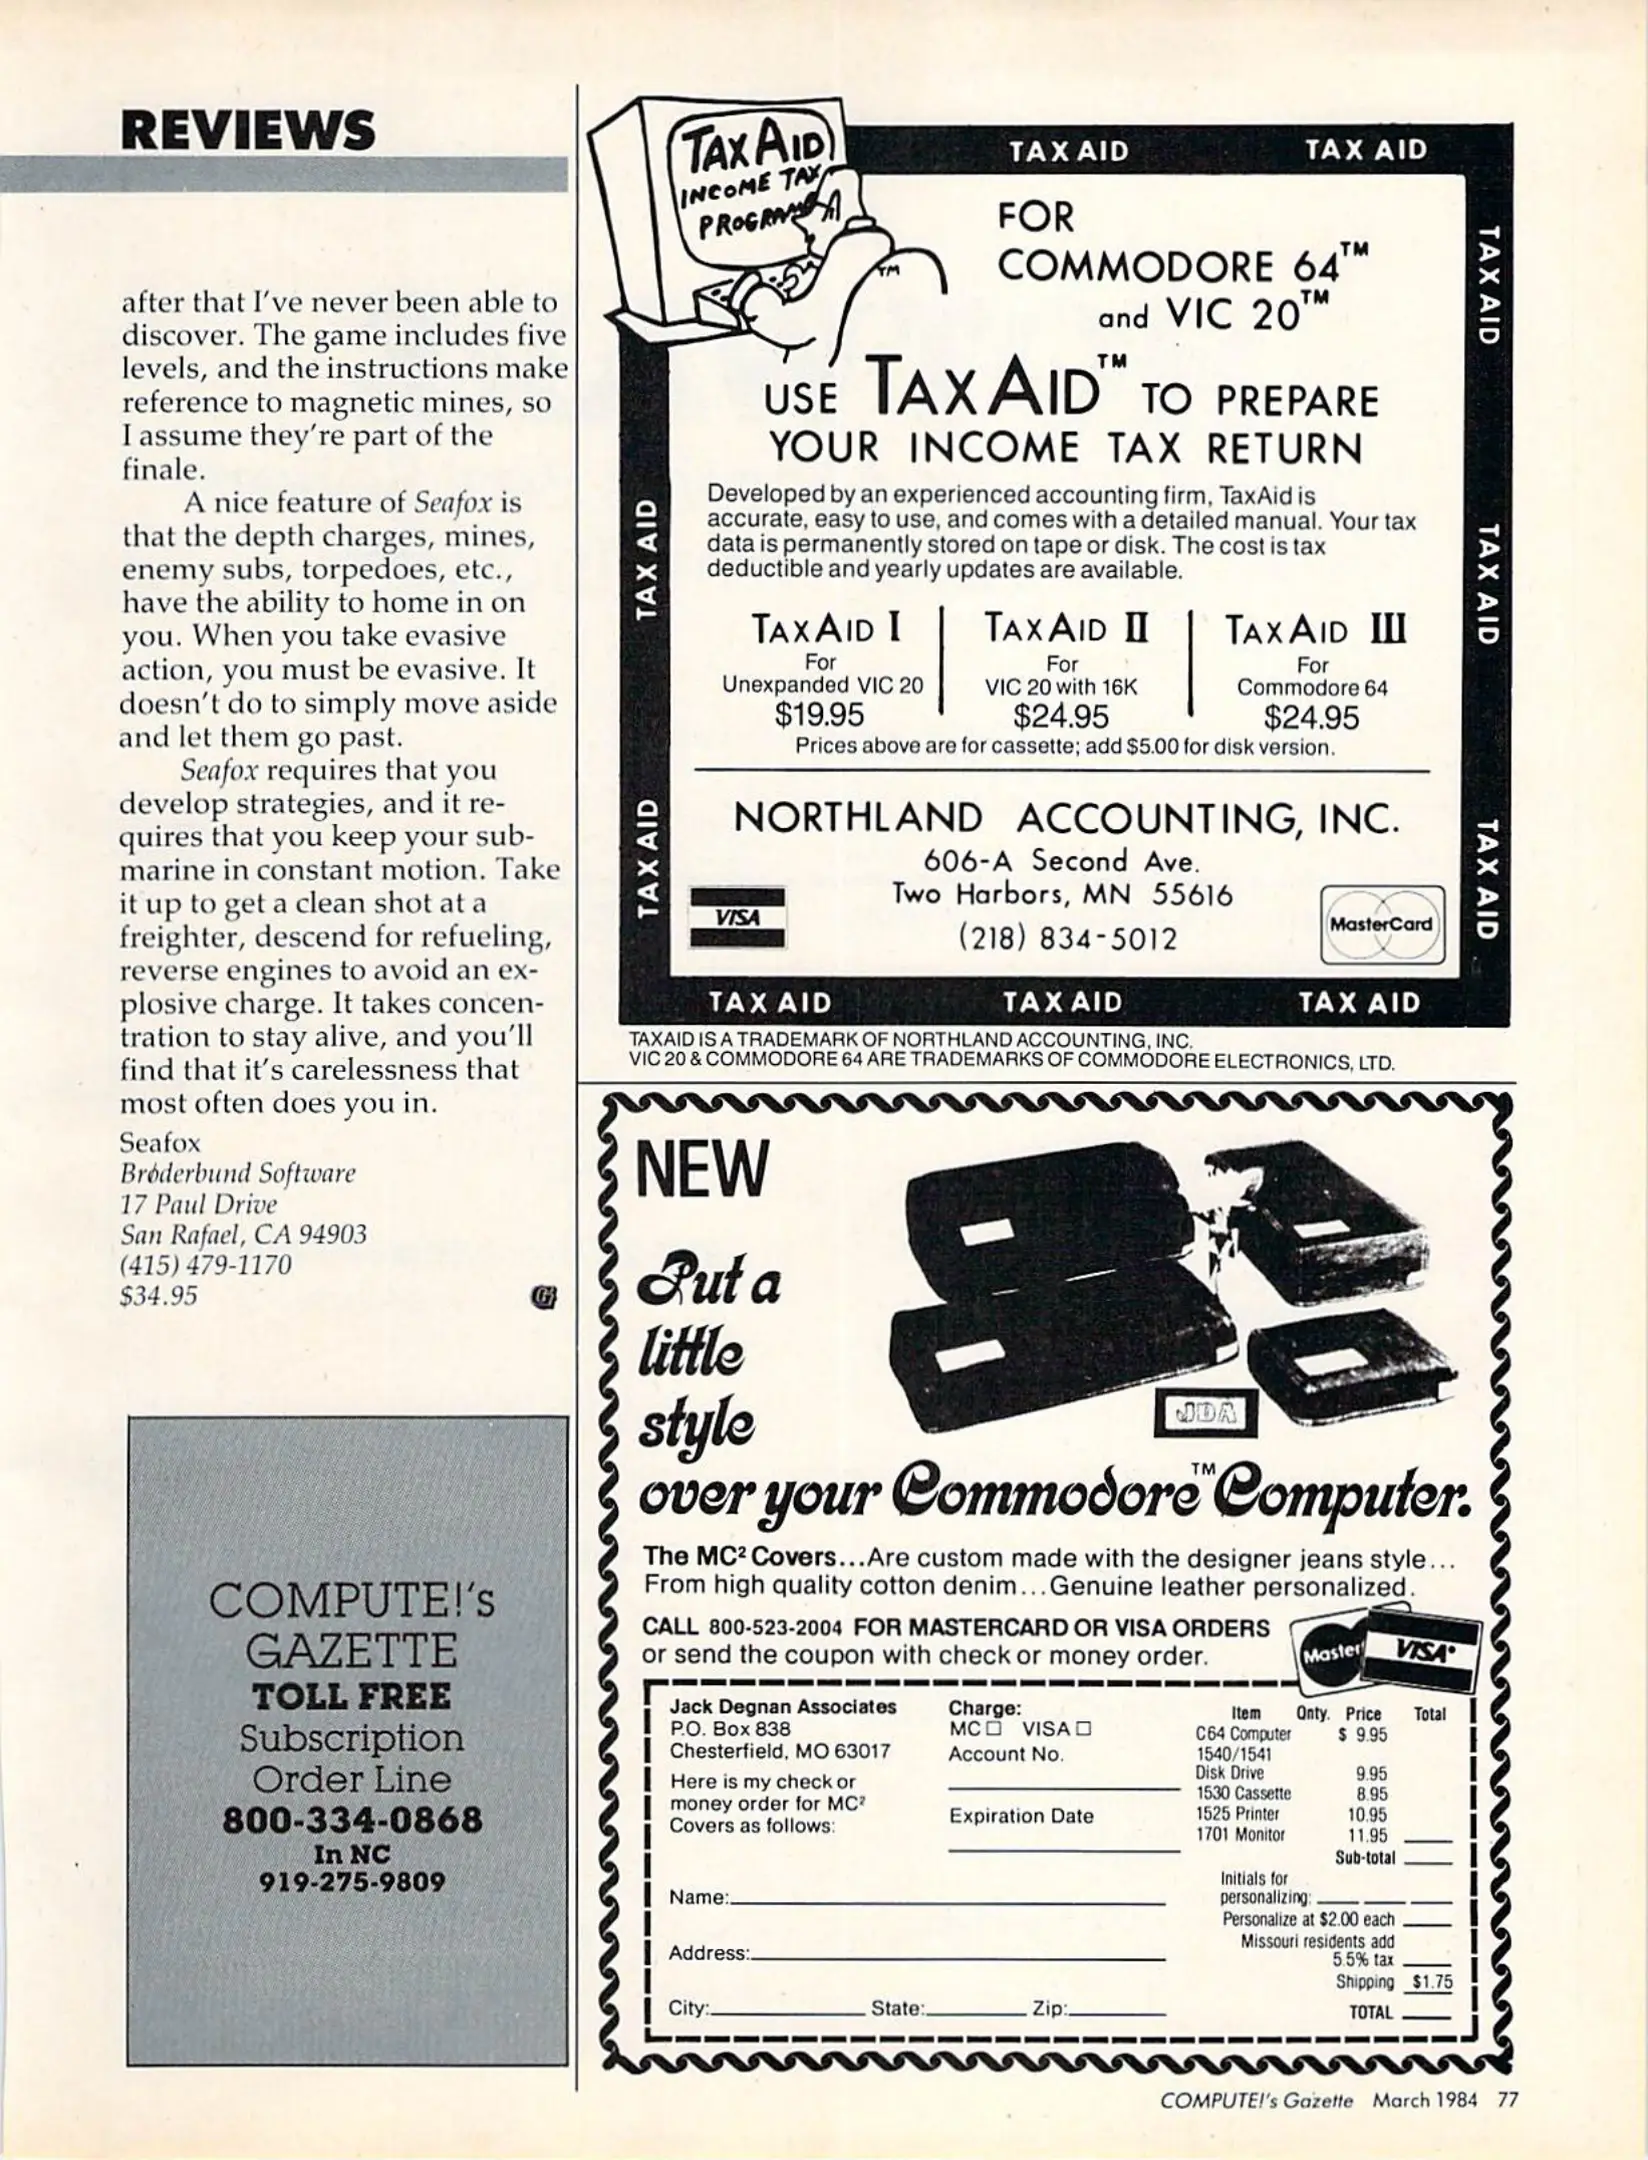 REVIEWS
after that I've never been able to
discover. The game includes five
levels, and the instructions make
reference to magnetic mines, so
I assume they're part of the
finale.
A nice feature of Seafox is
that the depth charges, mines,
enemy subs, torpedoes, etc.,
have the ability to home in on
you. When you take evasive
action, you must be evasive. It
doesn't do to simply move aside
and let them go past.
Seafox requires that you
develop strategies, and it re-
quires that you keep your sub-
marine in constant motion. Take
it up to get a clean shot at a
freighter, descend for refueling,
reverse engines to avoid an ex-
plosive charge. It takes concen-
tration to stay alive, and you'll
find that it's carelessness that
most often does you in.
Seafox
Brøderbund Software
17 Paul Drive
San Rafael, CA 94903
(415) 479-1170
$34.95
G
COMPUTE!'s
GAZETTE
TOLL FREE
Subscription
Order Line
800-334-0868
In NC
919-275-9809
TAX AID
INCOME TAX
PROGRAM
TM
TAX AID TAX AID
FOR
COMMODORE 64™
and VIC 20™
USE TAXAID™ TO PREPARE
YOUR INCOME TAX RETURN
Developed by an experienced accounting firm, TaxAid is
accurate, easy to use, and comes with a detailed manual. Your tax
data is permanently stored on tape or disk. The cost is tax
deductible and yearly updates are available.
TAXAID I
For
Unexpanded VIC 20
$19.95
TAXAID II
For
VIC 20 with 16K
$24.95
TAXAID III
For
Commodore 64
$24.95
Prices above are for cassette; add $5.00 for disk version.
NORTHLAND ACCOUNTING, INC.
606-A Second Ave.
Two Harbors, MN 55616
(218) 834-5012
VISA
MasterCard
TAX AID
TAX AID
TAX AID
TAX AID
TAX AID
TAX AID TAX AID TAX AID
TAXAID IS A TRADEMARK OF NORTHLAND ACCOUNTING, INC.
VIC 20 & COMMODORE 64 ARE TRADEMARKS OF COMMODORE ELECTRONICS, LTD.
NEW
Put a
little
style
over your Commodore™ Computer.
JDA
The MC² Covers...Are custom made with the designer jeans style...
From high quality cotton denim...Genuine leather personalized.
CALL 800-523-2004 FOR MASTERCARD OR VISA ORDERS
or send the coupon with check or money order.
Master
VISA
Jack Degnan Associates
P.O. Box 838
Chesterfield, MO 63017
Here is my check or
money order for MC²
Covers as follows:
Charge:
MC □ VISA □
Account No.
Expiration Date
Name:
Address:
City: State: Zip:
Item Qnty. Price Total
C64 Computer $ 9.95
1540/1541
Disk Drive 9.95
1530 Cassette 8.95
1525 Printer 10.95
1701 Monitor 11.95
Sub-total
Initials for
personalizing:
Personalize at $2.00 each
Missouri residents add
5.5% tax
Shipping $1.75
TOTAL
COMPUTE!'s Gazette March 1984 77